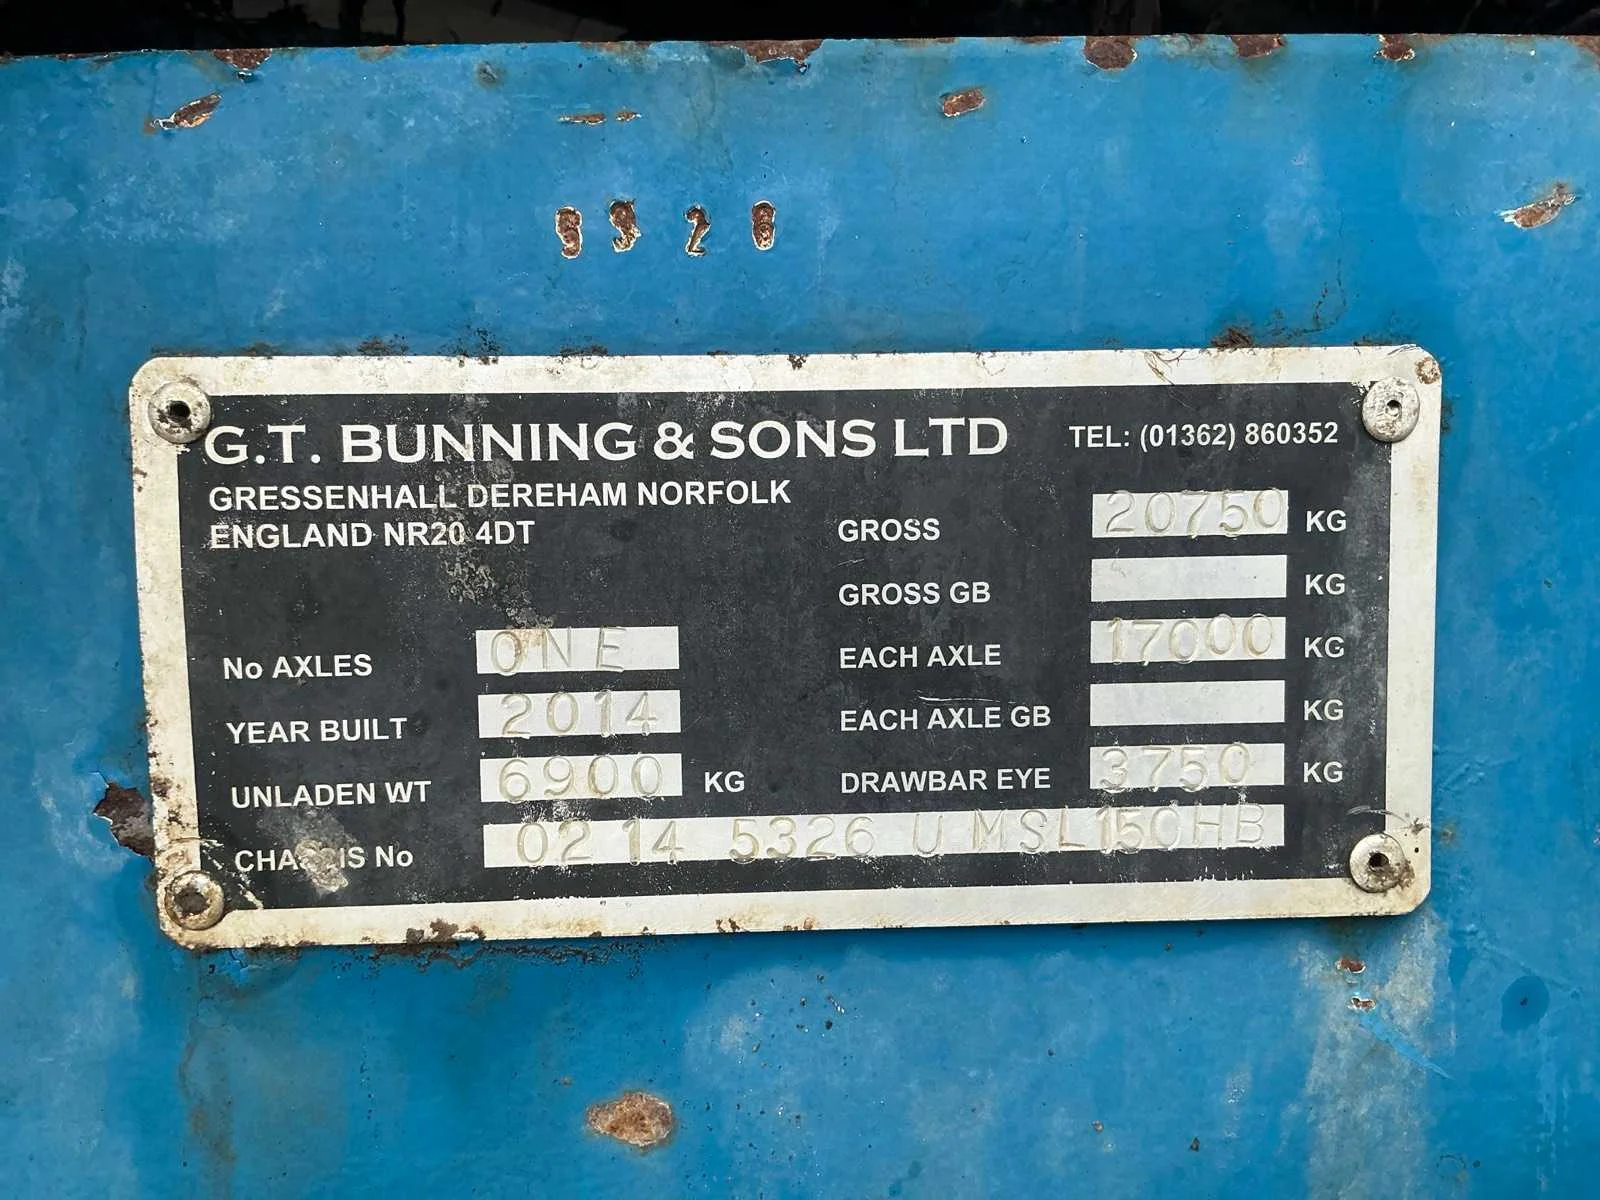 G.T. BUNNING & SONS LTD
TEL: (01362) 860352
GRESSENHALL DEREHAM NORFOLK
ENGLAND NR20 4DT
No AXLES ONE
YEAR BUILT 2014
UNLADEN WT 6900 KG
GROSS 20750 KG
GROSS GB KG
EACH AXLE 17000 KG
EACH AXLE GB KG
DRAWBAR EYE 3750 KG
CHASSIS No 02 14 5326 U MSL150HB